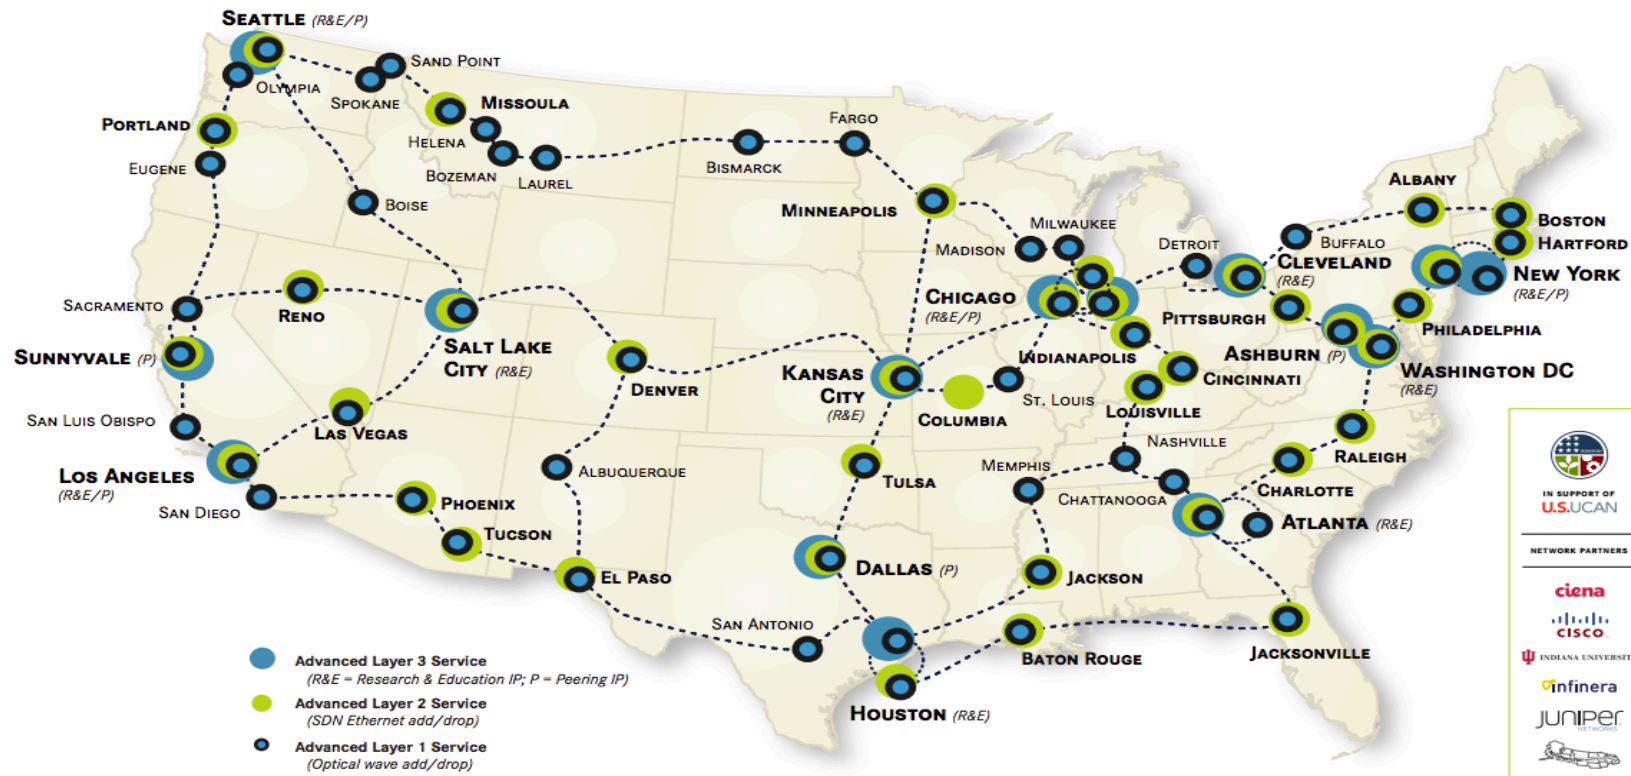 SEATTLE (R&E/P)
SAND POINT
OLYMPIA
SPOKANE
MISSOULA
PORTLAND
HELENA
FARGO
EUGENE
BOZEMAN
LAUREL
BISMARCK
ALBANY
BOISE
MINNEAPOLIS
MILWAUKEE
BOSTON
MADISON
DETROIT
BUFFALO
HARTFORD
CLEVELAND
(R&E)
NEW YORK
(R&E/P)
SACRAMENTO
RENO
CHICAGO
(R&E/P)
PITTSBURGH
PHILADELPHIA
SUNNYVALE (P)
SALT LAKE
CITY (R&E)
INDIANAPOLIS
ASHBURN (P)
DENVER
KANSAS
CITY
(R&E)
CINCINNATI
WASHINGTON DC
(R&E)
ST. LOUIS
COLUMBIA
LOUISVILLE
SAN LUIS OBISPO
LAS VEGAS
NASHVILLE
RALEIGH
LOS ANGELES
(R&E/P)
ALBUQUERQUE
TULSA
MEMPHIS
CHATTANOOGA
CHARLOTTE
SAN DIEGO
PHOENIX
ATLANTA (R&E)
TUCSON
EL PASO
DALLAS (P)
JACKSON
SAN ANTONIO
BATON ROUGE
JACKSONVILLE
HOUSTON (R&E)
Advanced Layer 3 Service
(R&E = Research & Education IP; P = Peering IP)
Advanced Layer 2 Service
(SDN Ethernet add/drop)
Advanced Layer 1 Service
(Optical wave add/drop)
IN SUPPORT OF
U.S.UCAN
NETWORK PARTNERS
ciena
CISCO
INDIANA UNIVERSIT
infinera
JUNIPER
NETWORKS